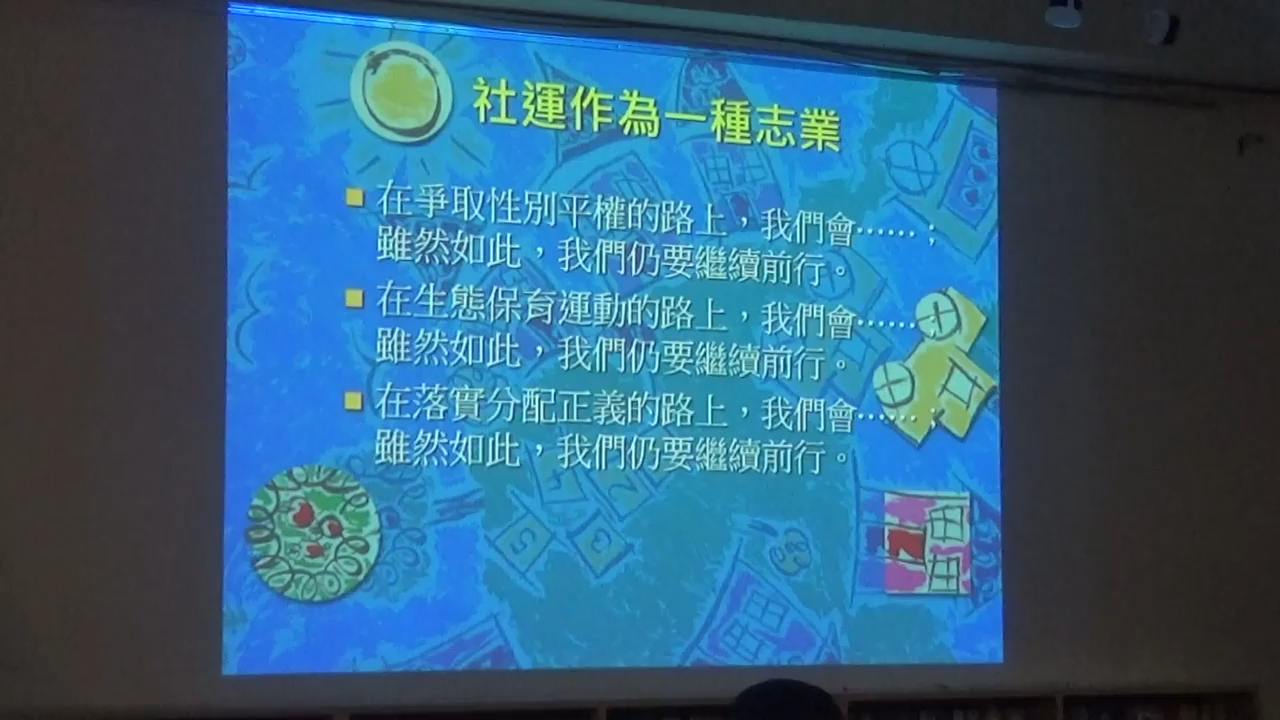 社運作為一種志業
在爭取性別平權的路上，我們會……；
雖然如此，我們仍要繼續前行。
在生態保育運動的路上，我們會……；
雖然如此，我們仍要繼續前行。
在落實分配正義的路上，我們會……；
雖然如此，我們仍要繼續前行。